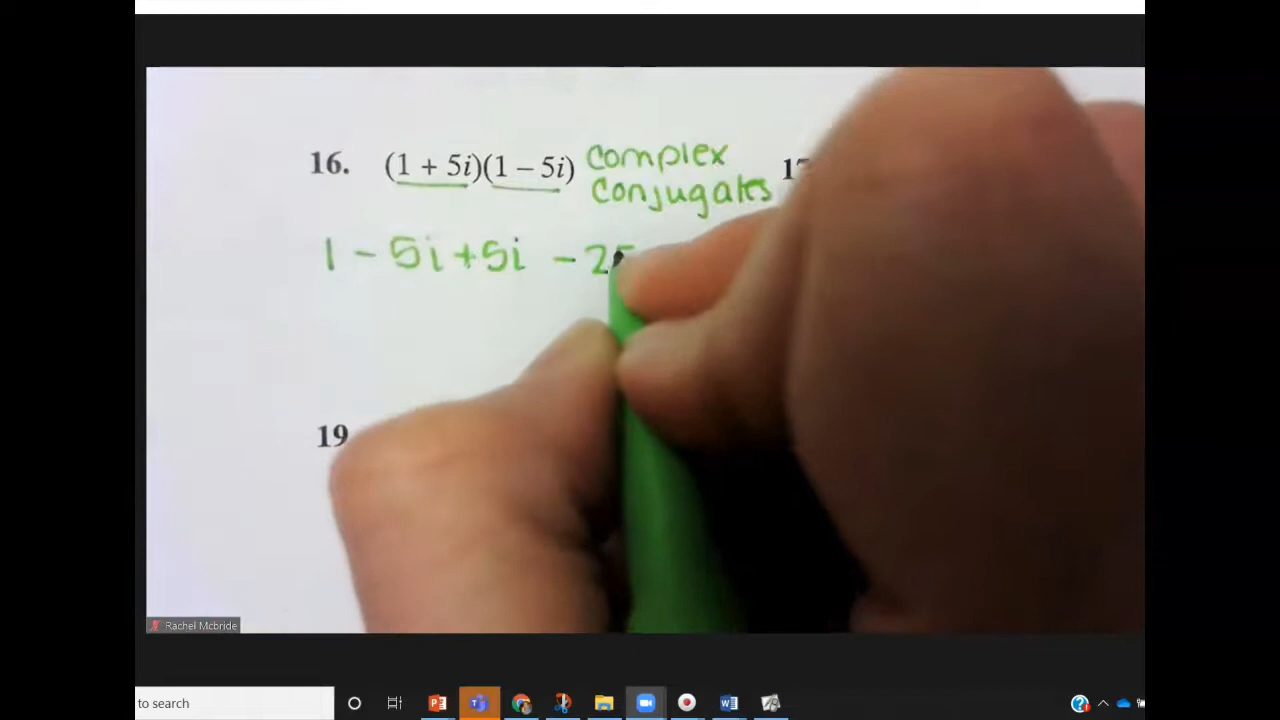 16. (1 + 5i)(1 – 5i) complex
conjugates
1 - 5i + 5i - 25
19
Rachel Mcbride
to search